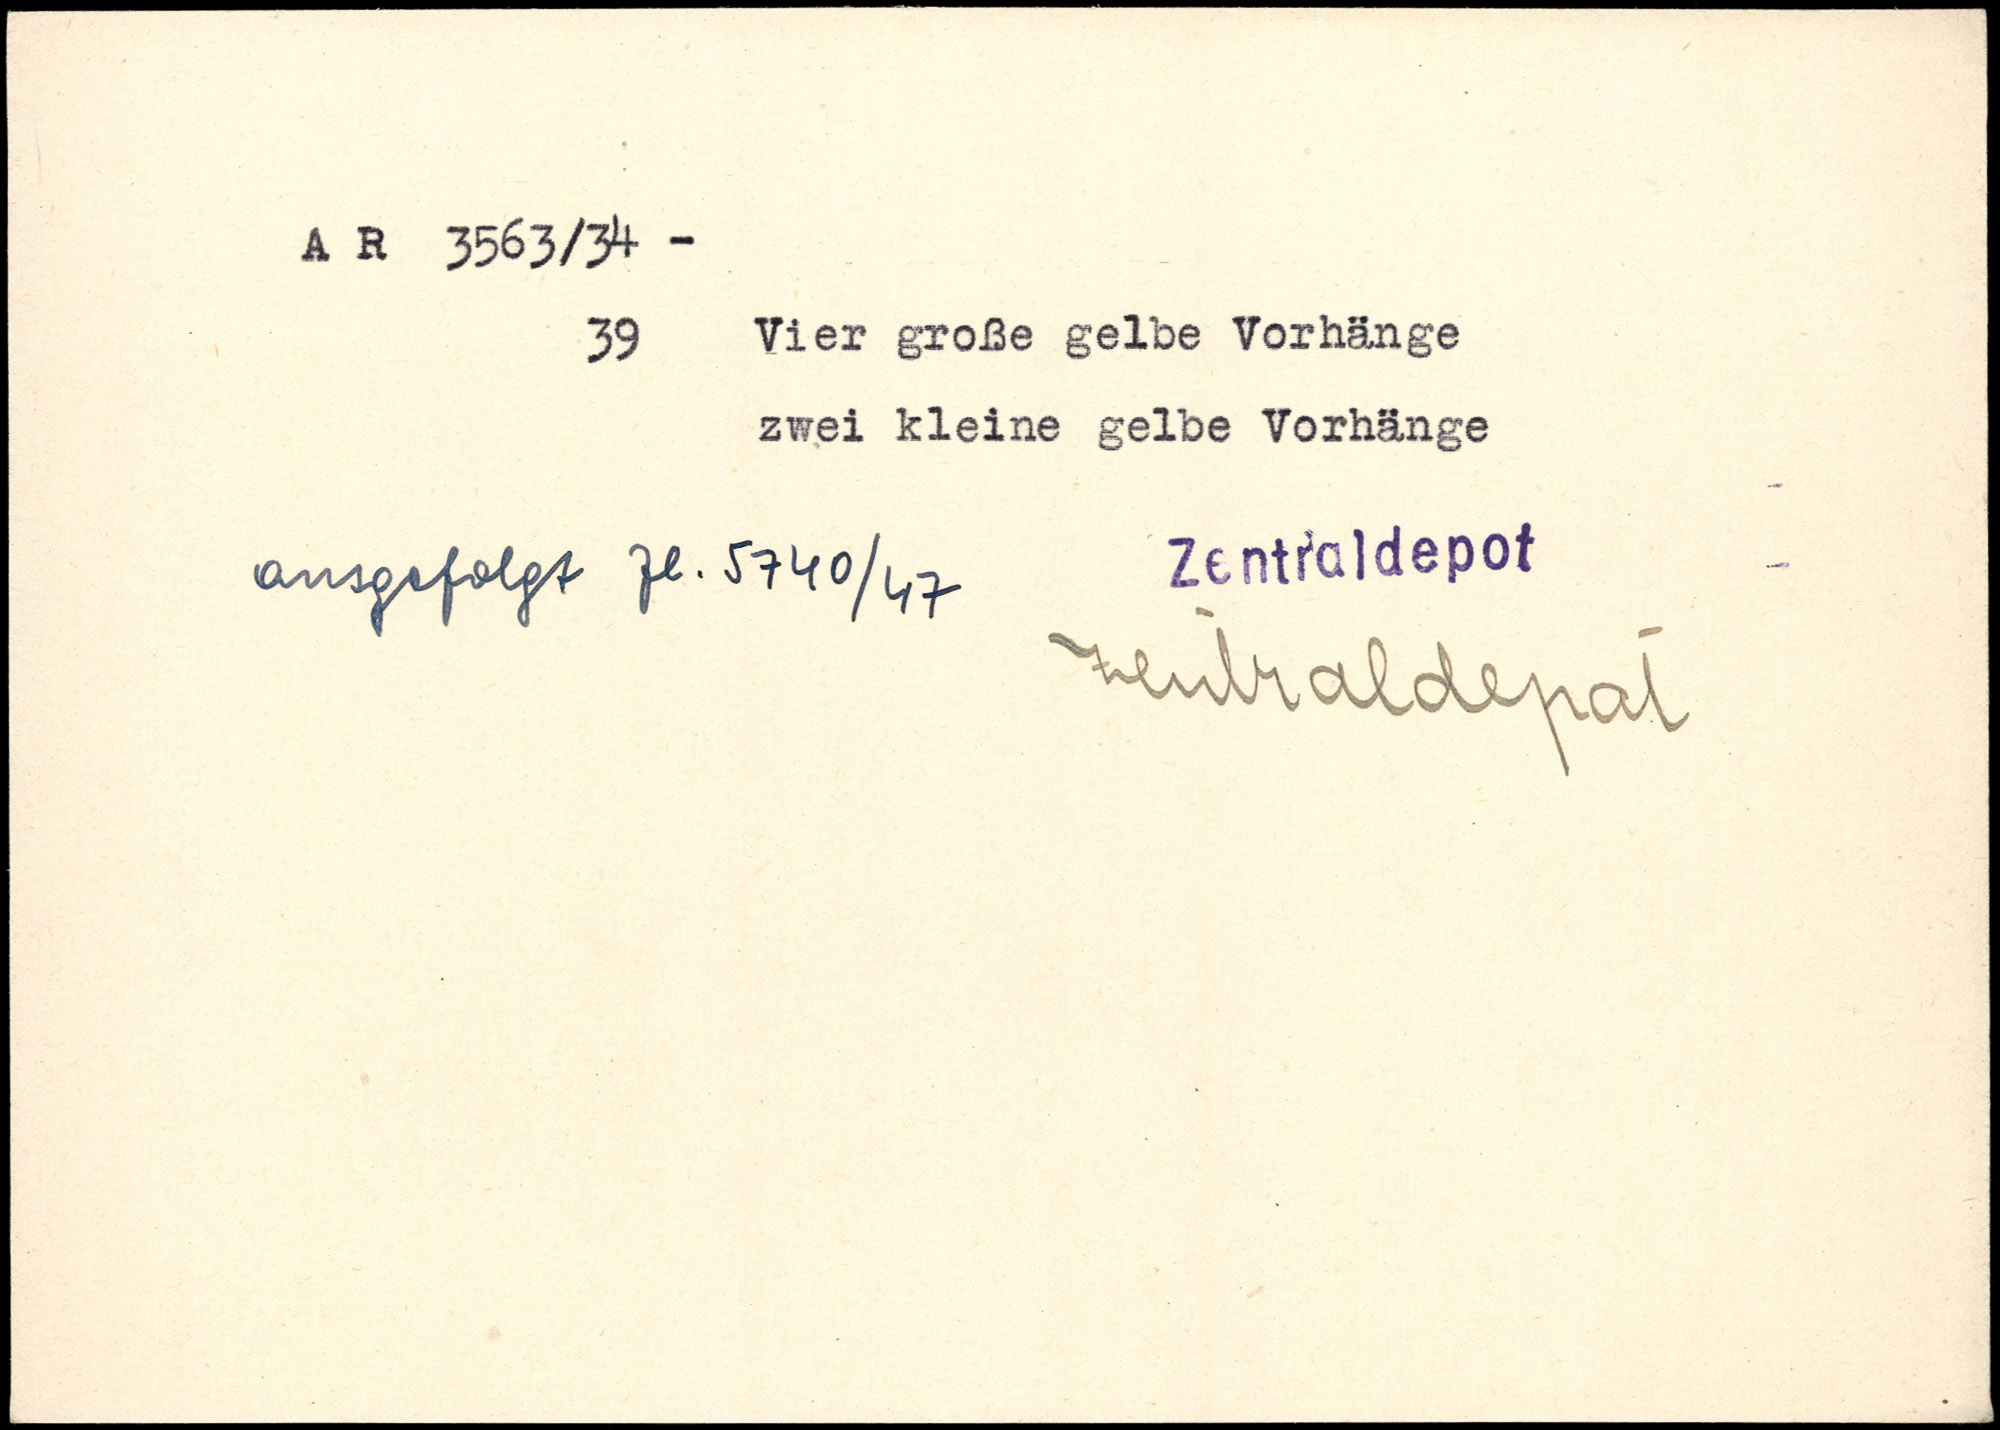 A R 3563/34 -
39 Vier große gelbe Vorhänge
zwei kleine gelbe Vorhänge
ausgefolgt Zl. 5740/47 Zentraldepot
Zentraldepot